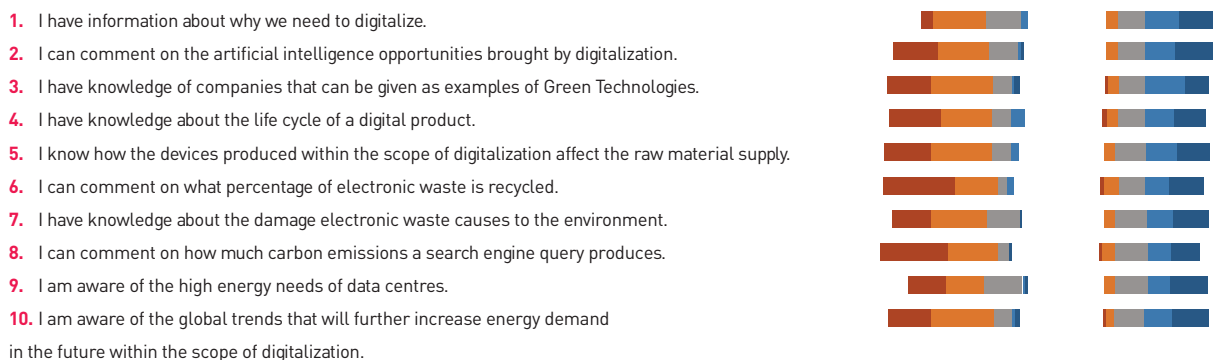 1. I have information about why we need to digitalize.
2. I can comment on the artificial intelligence opportunities brought by digitalization.
3. I have knowledge of companies that can be given as examples of Green Technologies.
4. I have knowledge about the life cycle of a digital product.
5. I know how the devices produced within the scope of digitalization affect the raw material supply.
6. I can comment on what percentage of electronic waste is recycled.
7. I have knowledge about the damage electronic waste causes to the environment.
8. I can comment on how much carbon emissions a search engine query produces.
9. I am aware of the high energy needs of data centres.
10. I am aware of the global trends that will further increase energy demand
in the future within the scope of digitalization.